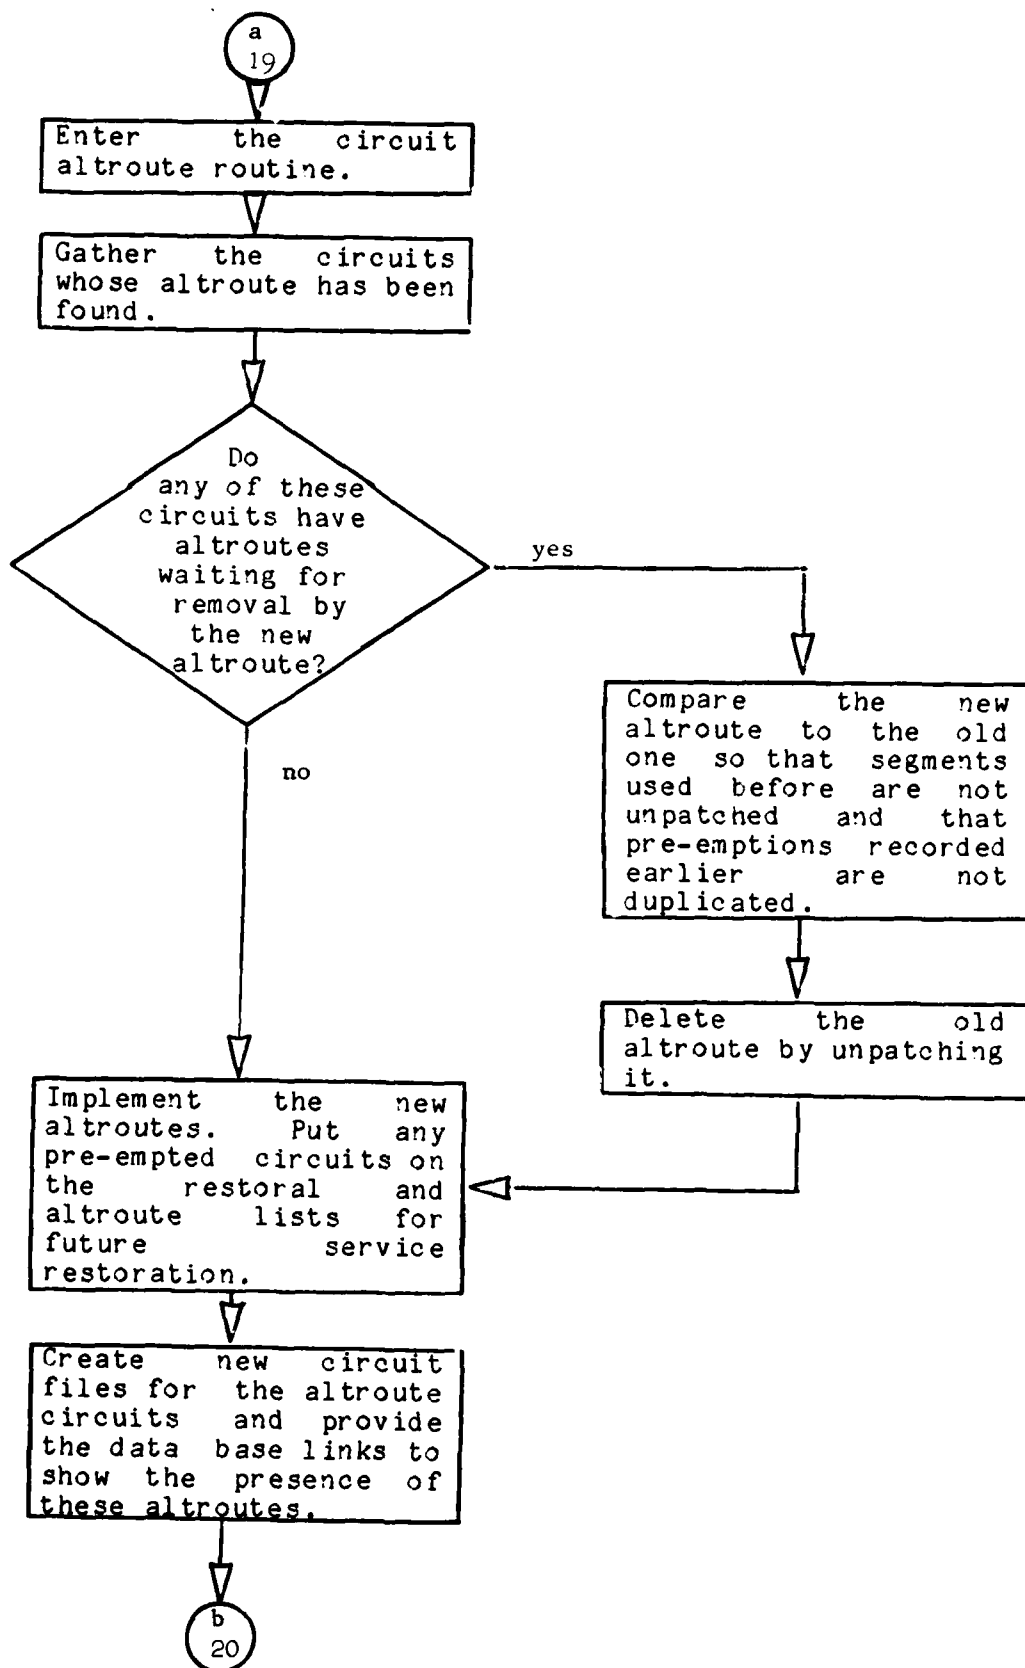 a
19
Enter the circuit
altroute routine.
Gather the circuits
whose altroute has been
found.
Do
any of these
circuits have
altroutes
waiting for
removal by
the new
altroute?
yes
no
Compare the new
altroute to the old
one so that segments
used before are not
unpatched and that
pre-emptions recorded
earlier are not
duplicated.
Delete the old
altroute by unpatching
it.
Implement the new
altroutes. Put any
pre-empted circuits on
the restoral and
altroute lists for
future service
restoration.
Create new circuit
files for the altroute
circuits and provide
the data base links to
show the presence of
these altroutes.
b
20